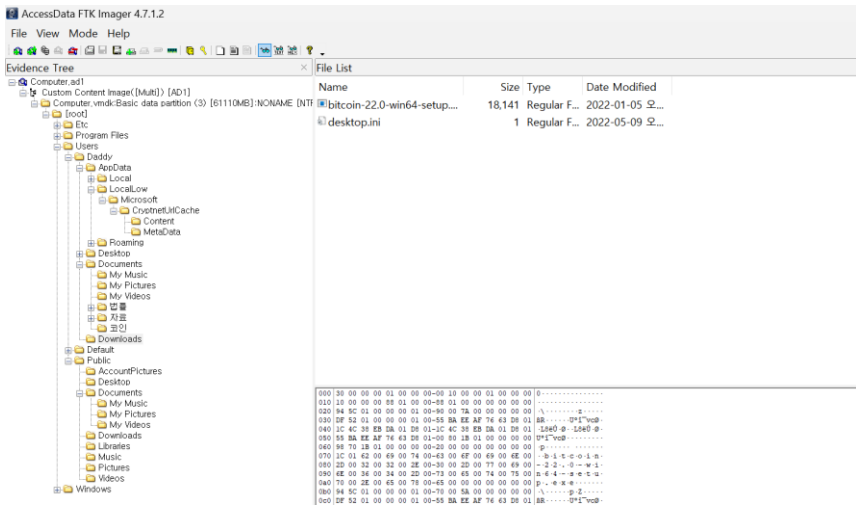 AccessData FTK Imager 4.7.1.2
File View Mode Help
Evidence Tree
Computer.ad1
Custom Content Image([Multi]) [AD1]
Computer.vmdk:Basic data partition (3) [61110MB]:NONAME [NTF
[root]
Etc
Program Files
Users
Daddy
AppData
Local
LocalLow
Microsoft
CryptnetUrlCache
Content
MetaData
Roaming
Desktop
Documents
My Music
My Pictures
My Videos
법률
자료
코인
Downloads
Default
Public
AccountPictures
Desktop
Documents
My Music
My Pictures
My Videos
Downloads
Libraries
Music
Pictures
Videos
Windows
File List
Name Size Type Date Modified
bitcoin-22.0-win64-setup.... 18,141 Regular F... 2022-01-05 오...
desktop.ini 1 Regular F... 2022-05-09 오...
000 30 00 00 00 01 00 00 00-00 10 00 00 01 00 00 00 0
010 10 00 00 00 88 01 00 00-88 01 00 00 00 00 00 00
020 94 5C 01 00 00 00 01 00-90 00 7A 00 00 00 00 00
030 DF 52 01 00 00 00 01 00-55 BA EE AF 76 63 D8 01
040 1C 4C 38 EB DA 01 D8 01-1C 4C 38 EB DA 01 D8 01
050 55 BA EE AF 76 63 D8 01-00 80 1B 01 00 00 00 00
060 98 70 1B 01 00 00 00 00-20 00 00 00 00 00 00 00
070 1C 01 62 00 69 00 74 00-63 00 6F 00 69 00 6E 00 b·i·t·c·o·i·n·
080 2D 00 32 00 32 00 2E 00-30 00 2D 00 77 00 69 00 -·2·2·.·0·-·w·i·
090 6E 00 36 00 34 00 2D 00-73 00 65 00 74 00 75 00 n·6·4·-·s·e·t·u·
0a0 70 00 2E 00 65 00 78 00-65 00 00 00 00 00 00 00 p·.·e·x·e·
0b0 94 5C 01 00 00 00 01 00-70 00 5A 00 00 00 00 00
0c0 DF 52 01 00 00 00 01 00-55 BA EE AF 76 63 D8 01